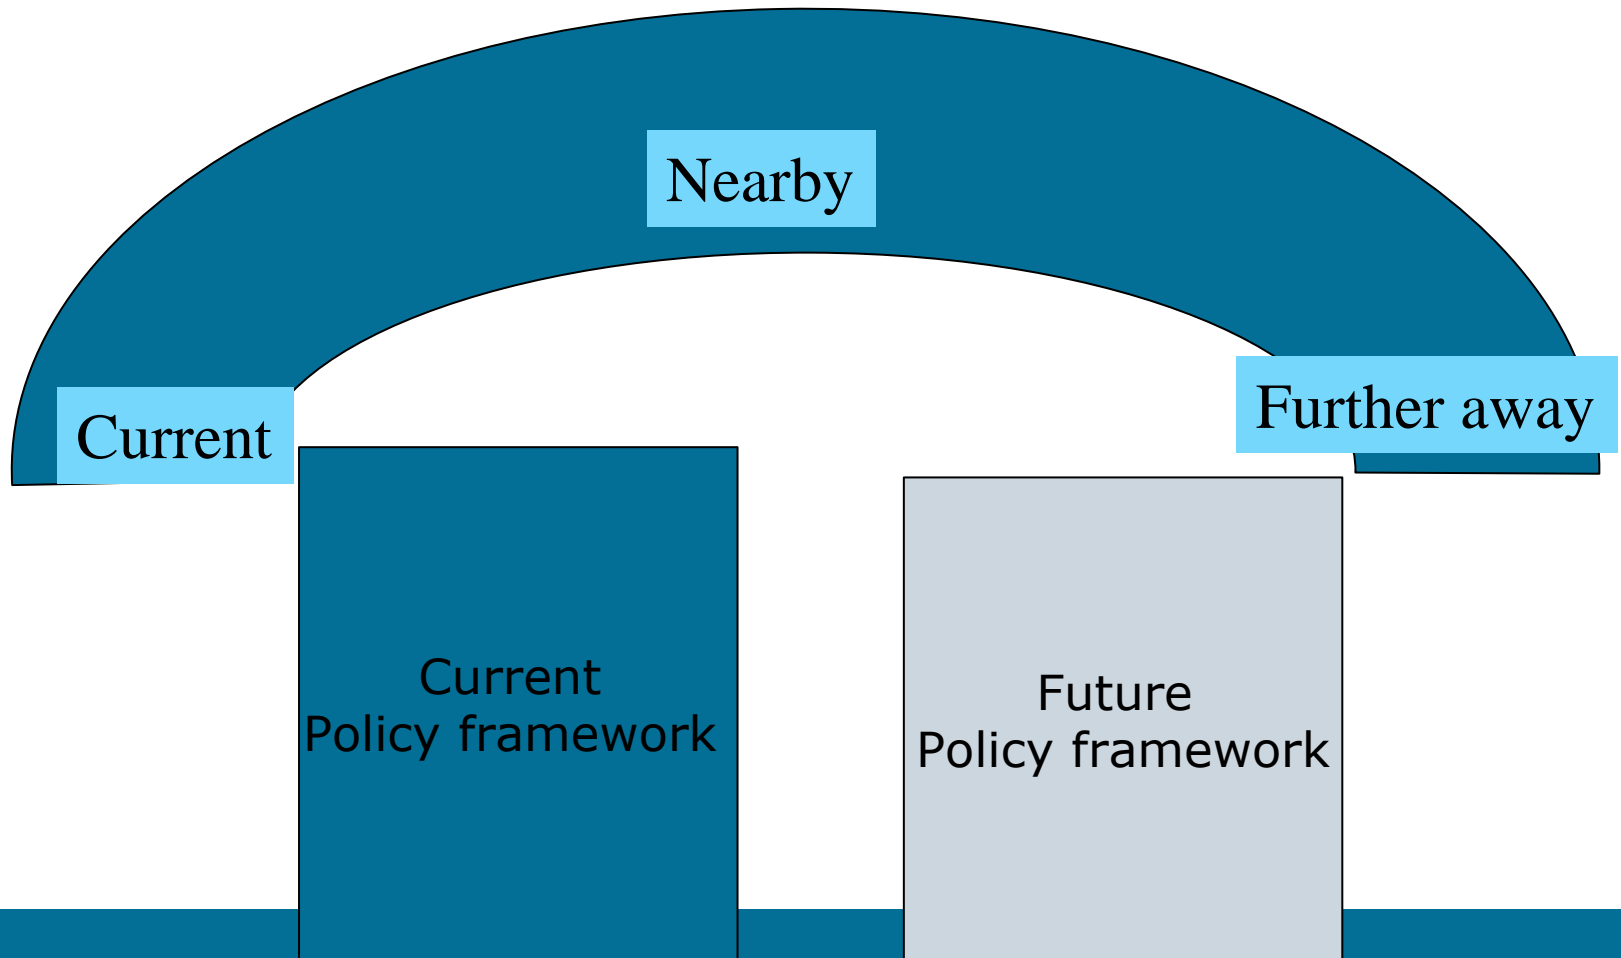 Nearby
Current
Further away
Current
Policy framework
Future
Policy framework